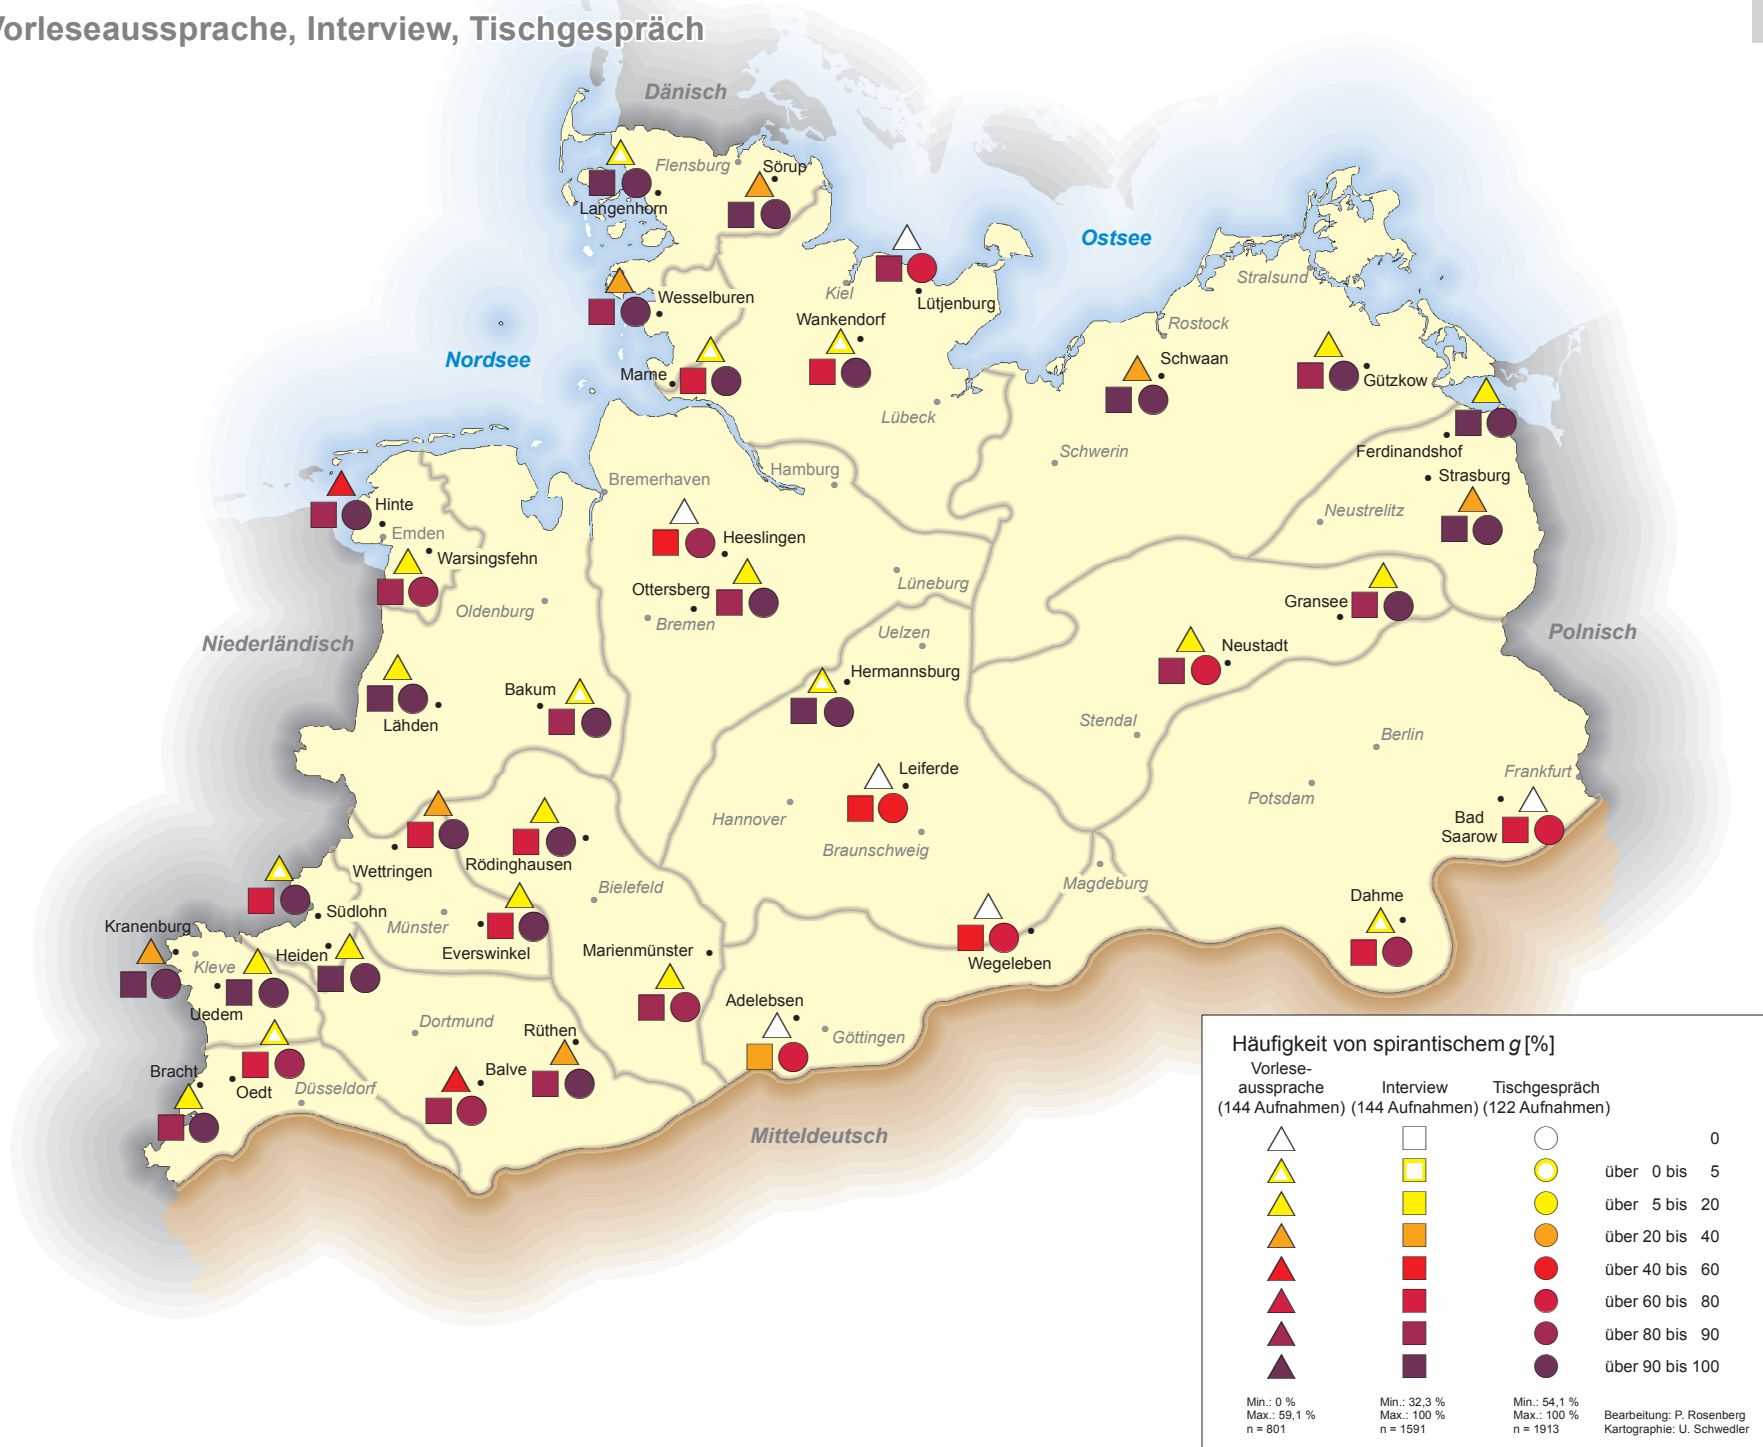 Vorleseaussprache, Interview, Tischgespräch
Dänisch
Flensburg
Sörup
Langenhorn
Ostsee
Stralsund
Kiel
Wesselburen
Lütjenburg
Wankendorf
Rostock
Nordsee
Schwaan
Marne
Gützkow
Lübeck
Schwerin
Ferdinandshof
Hamburg
Bremerhaven
Strasburg
Hinte
Neustrelitz
Emden
Heeslingen
Warsingsfehn
Lüneburg
Ottersberg
Oldenburg
Bremen
Gransee
Uelzen
Niederländisch
Polnisch
Neustadt
Hermannsburg
Bakum
Lähden
Stendal
Berlin
Leiferde
Frankfurt
Potsdam
Hannover
Bad
Saarow
Braunschweig
Rödinghausen
Wettringen
Magdeburg
Bielefeld
Dahme
Südlohn
Kranenburg
Münster
Everswinkel
Marienmünster
Heiden
Kleve
Wegeleben
Adelebsen
Uedem
Dortmund
Rüthen
Göttingen
Bracht
Balve
Oedt
Düsseldorf
Mitteldeutsch
Häufigkeit von spirantischem g [%]
Vorlese-
aussprache Interview Tischgespräch
(144 Aufnahmen) (144 Aufnahmen) (122 Aufnahmen)
0
über 0 bis 5
über 5 bis 20
über 20 bis 40
über 40 bis 60
über 60 bis 80
über 80 bis 90
über 90 bis 100
Min.: 0 % Min.: 32,3 % Min.: 54,1 %
Max.: 59,1 % Max.: 100 % Max.: 100 % Bearbeitung: P. Rosenberg
n = 801 n = 1591 n = 1913 Kartographie: U. Schwedler